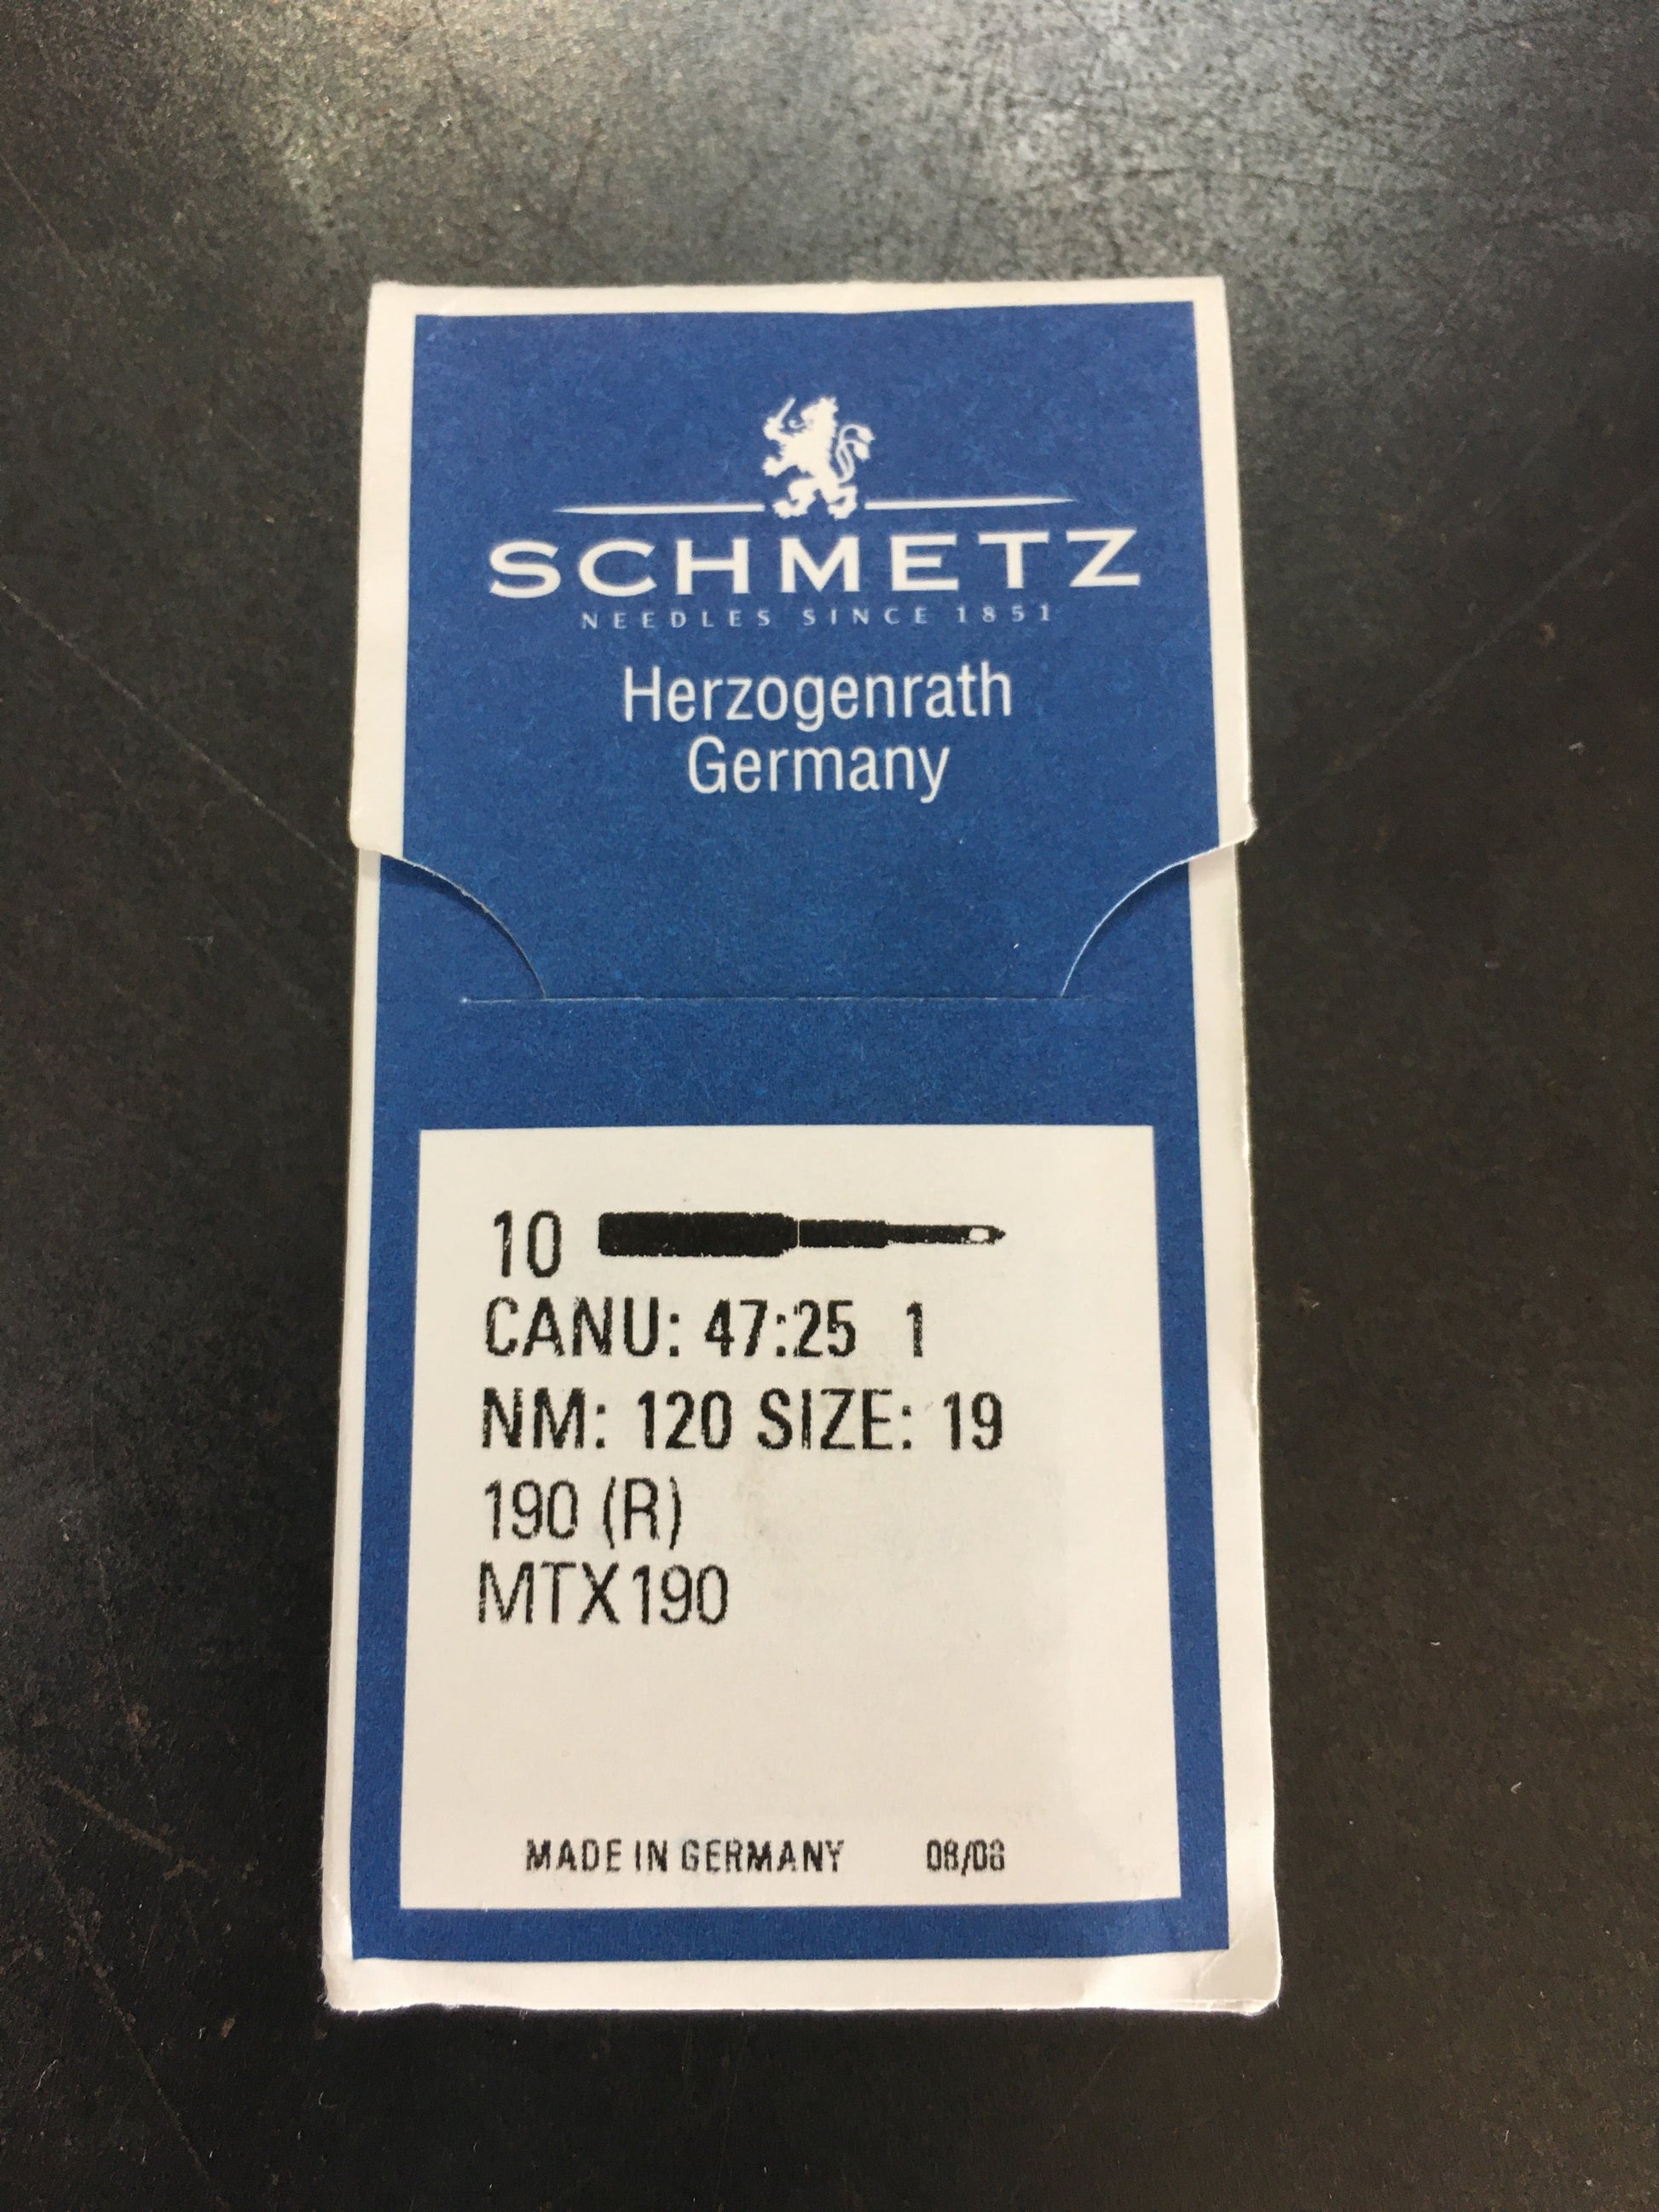 SCHMETZ
NEEDLES SINCE 1851
Herzogenrath
Germany
10
CANU: 47:25 1
NM: 120 SIZE: 19
190 (R)
MTX190
MADE IN GERMANY 08/08